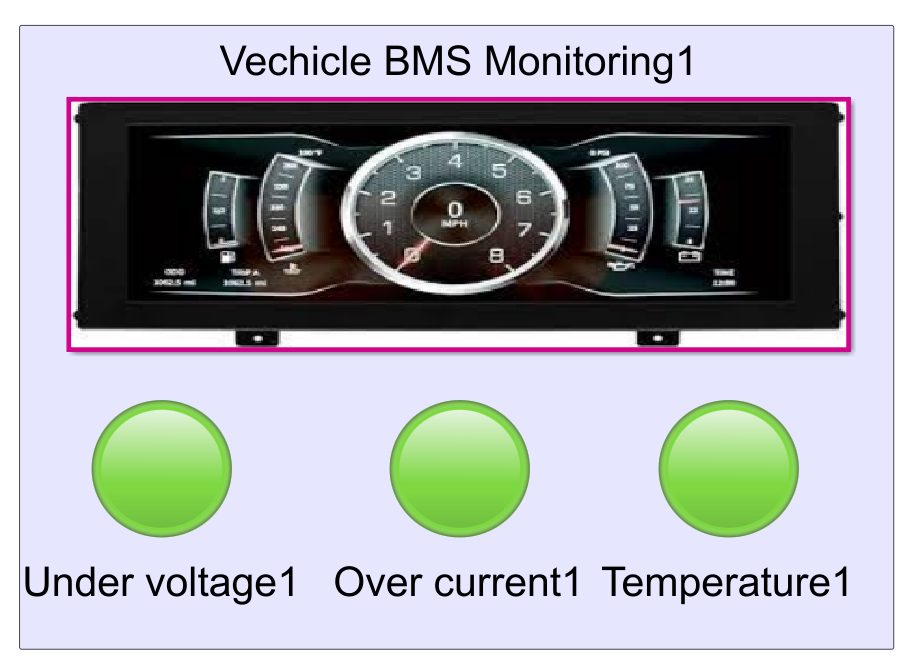 Vechicle BMS Monitoring1
4
3 5
2 6
0
MPH
1 7
0 8
TIME
Under voltage1 Over current1 Temperature1